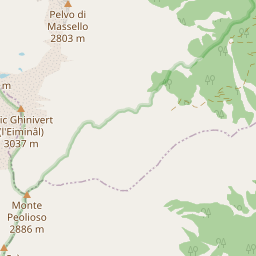 Pelvo di
Massello
2803 m
m
ic Ghinivert
(l'Eiminâl)
3037 m
Monte
Peolioso
2886 m